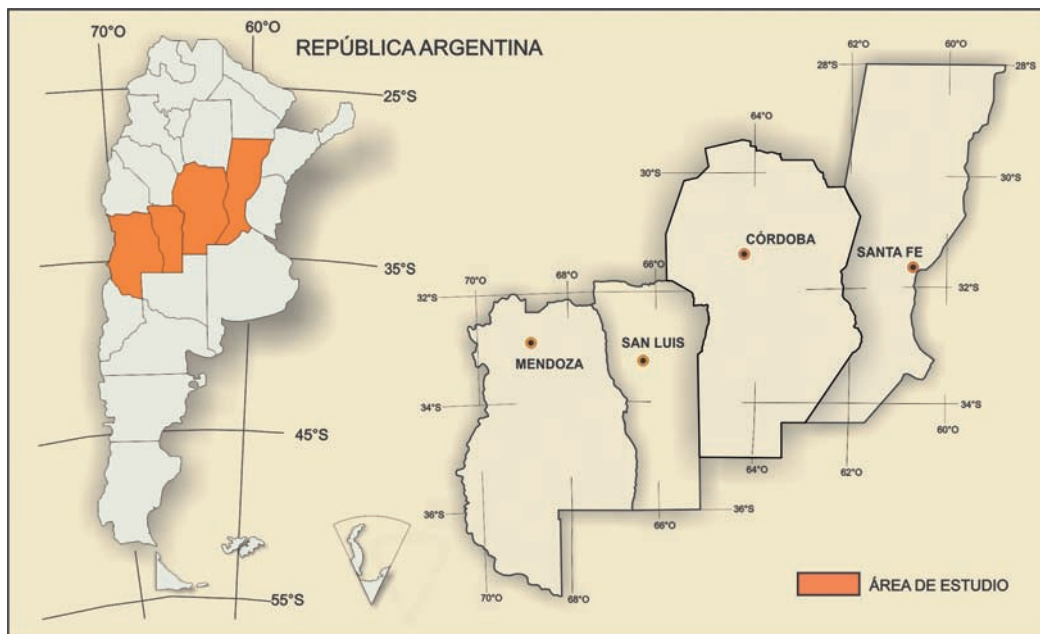 REPÚBLICA ARGENTINA
70°O
60°O
25°S
35°S
45°S
55°S
62°O
60°O
28°S
28°S
64°O
30°S
30°S
CÓRDOBA
SANTA FE
66°O
68°O
70°O
32°S
32°S
SAN LUIS
MENDOZA
34°S
34°S
60°O
64°O
62°O
36°S
36°S
66°O
70°O
68°O
ÁREA DE ESTUDIO